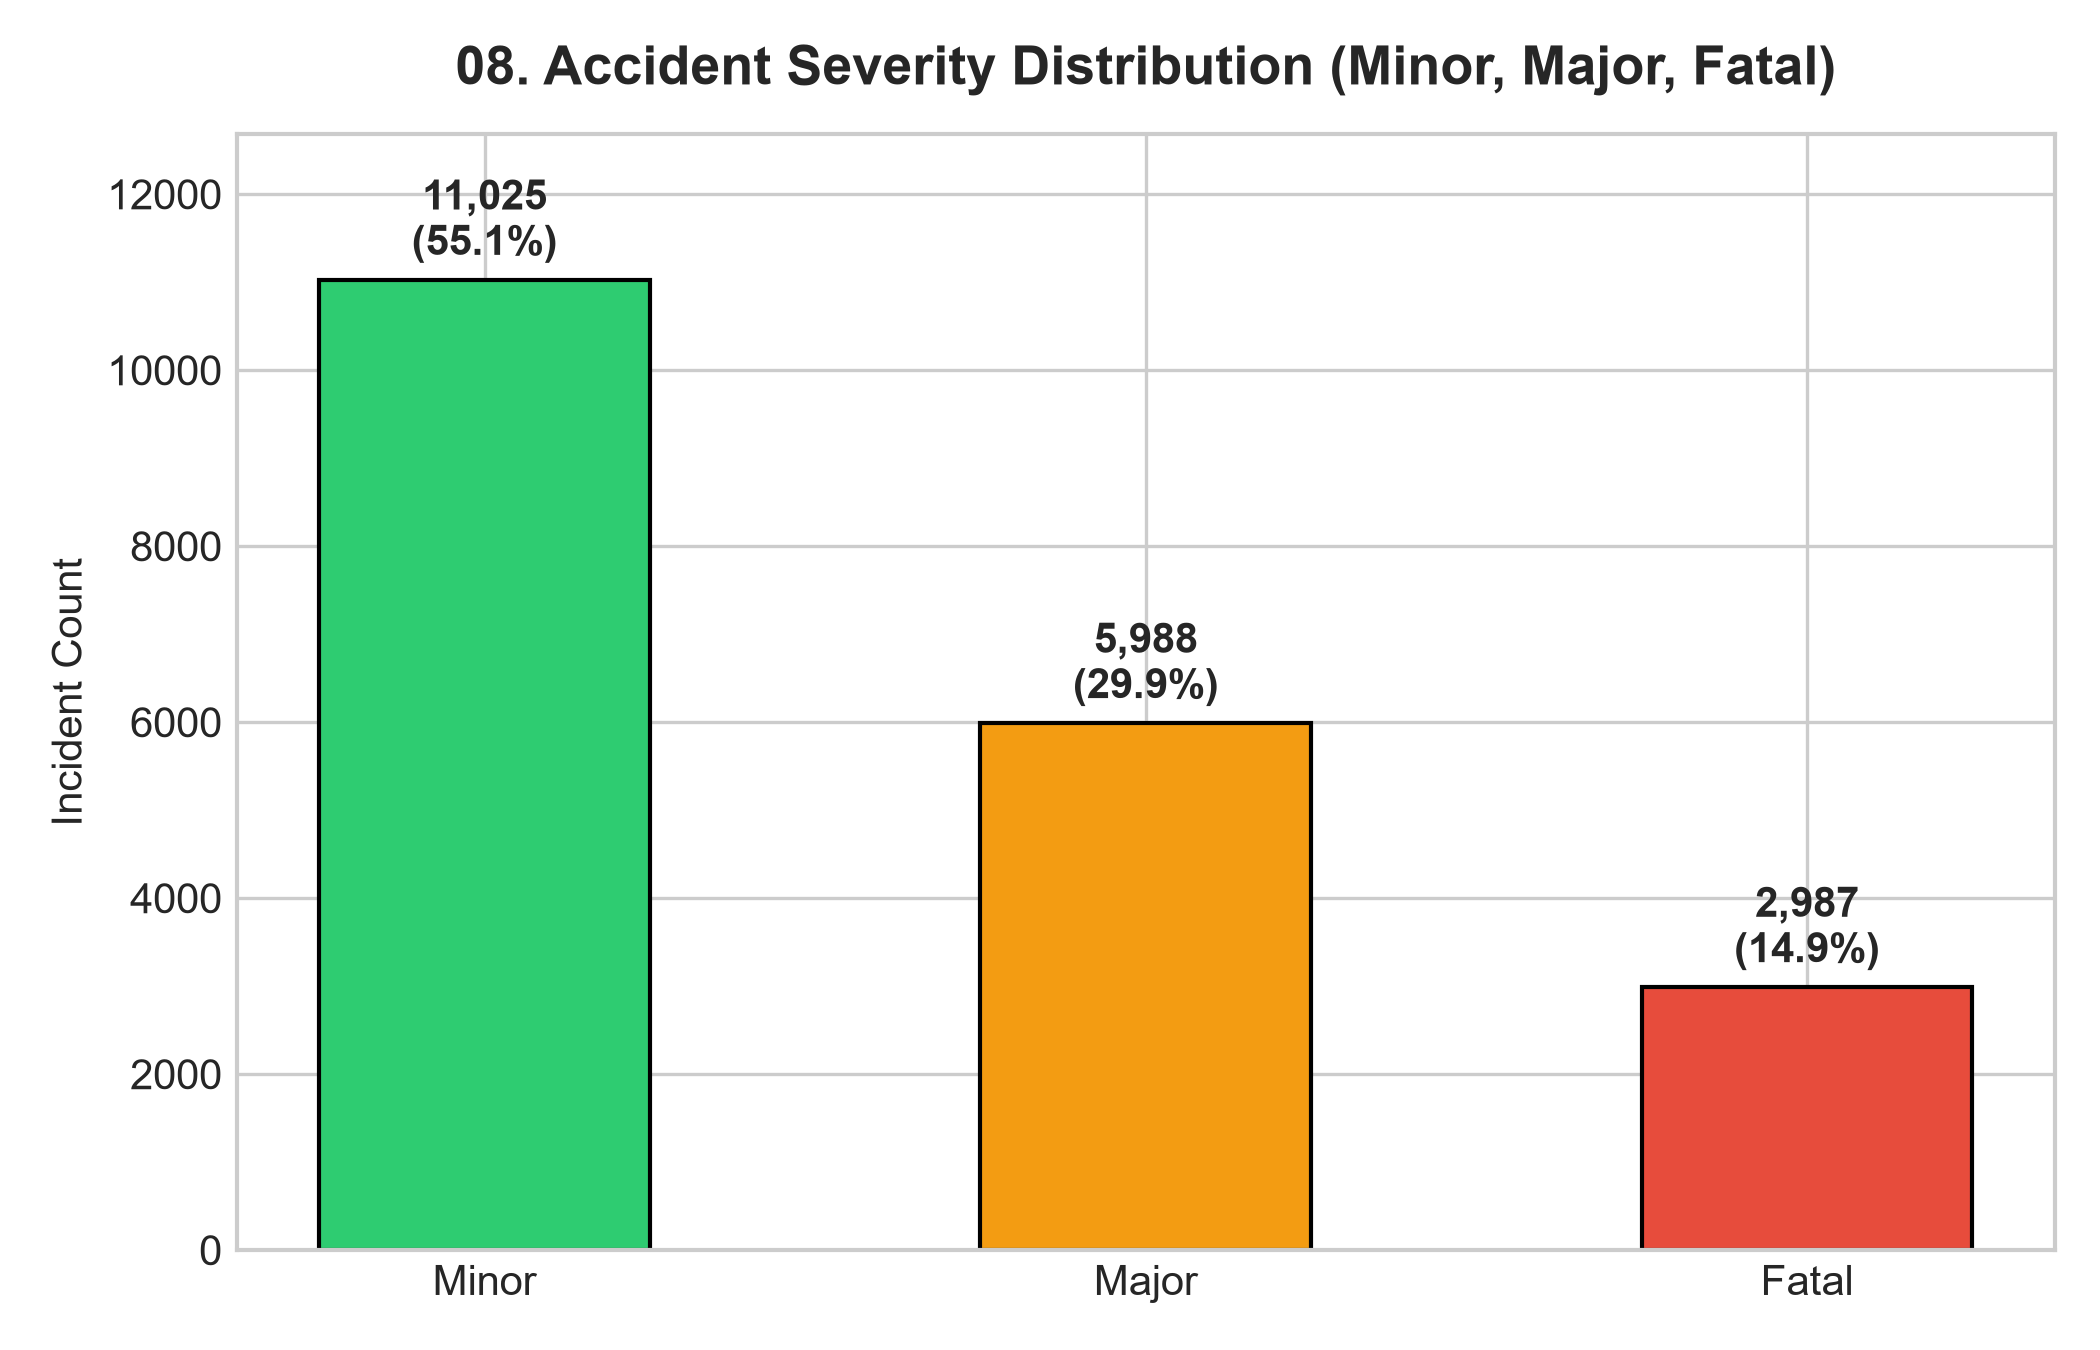 08. Accident Severity Distribution (Minor, Major, Fatal)
Incident Count
12000
10000
8000
6000
4000
2000
0
11,025
(55.1%)
5,988
(29.9%)
2,987
(14.9%)
Minor
Major
Fatal